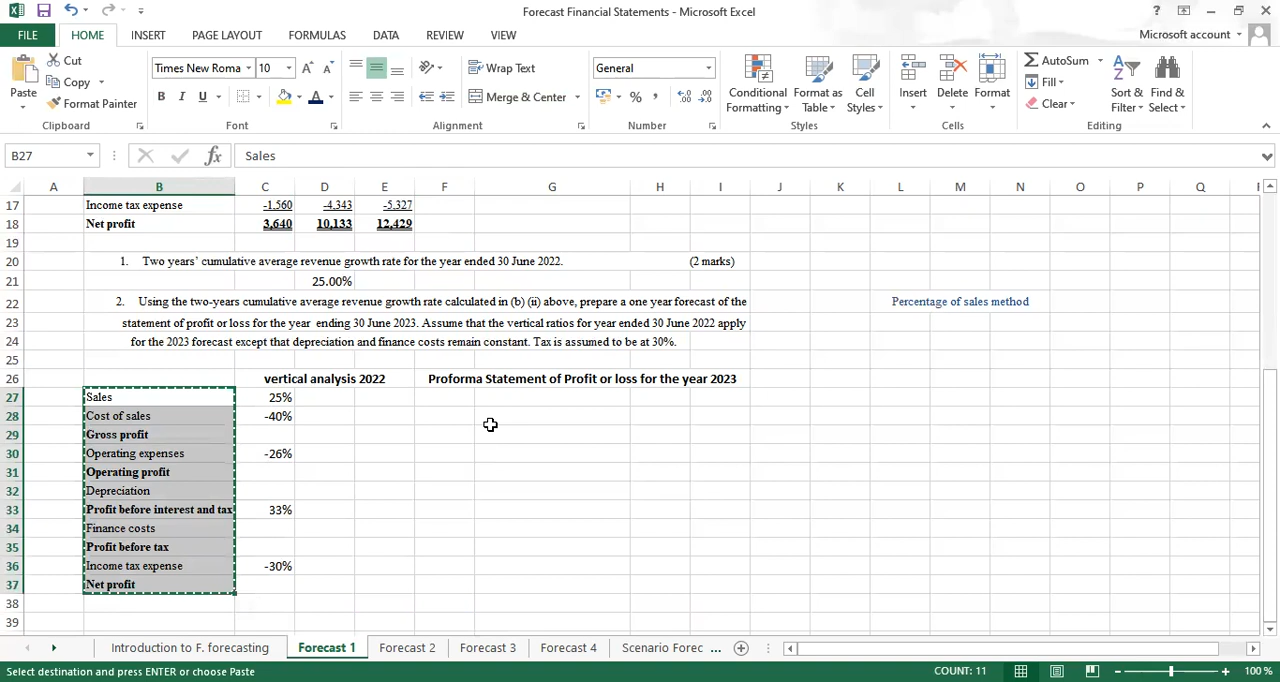 Forecast Financial Statements - Microsoft Excel
?
FILE HOME INSERT PAGE LAYOUT FORMULAS DATA REVIEW VIEW Microsoft account
Paste Cut Copy Format Painter Clipboard
Times New Roma 10 A A B I U A Font
Wrap Text Merge & Center Alignment
General % , Number
Conditional Formatting Format as Table Cell Styles Styles
Insert Delete Format Cells
AutoSum Fill Clear Sort & Filter Find & Select Editing
B27 fx Sales
A B C D E F G H I J K L M N O P Q
17 Income tax expense -1,560 -4,343 -5,327
18 Net profit 3,640 10,133 12,429
19
20 1. Two years’ cumulative average revenue growth rate for the year ended 30 June 2022. (2 marks)
21 25.00%
22 2. Using the two-years cumulative average revenue growth rate calculated in (b) (ii) above, prepare a one year forecast of the Percentage of sales method
23 statement of profit or loss for the year ending 30 June 2023. Assume that the vertical ratios for year ended 30 June 2022 apply
24 for the 2023 forecast except that depreciation and finance costs remain constant. Tax is assumed to be at 30%.
25
26 vertical analysis 2022 Proforma Statement of Profit or loss for the year 2023
27 Sales 25%
28 Cost of sales -40%
29 Gross profit
30 Operating expenses -26%
31 Operating profit
32 Depreciation
33 Profit before interest and tax 33%
34 Finance costs
35 Profit before tax
36 Income tax expense -30%
37 Net profit
38
39
Introduction to F. forecasting Forecast 1 Forecast 2 Forecast 3 Forecast 4 Scenario Forec ...
Select destination and press ENTER or choose Paste COUNT: 11 100 %